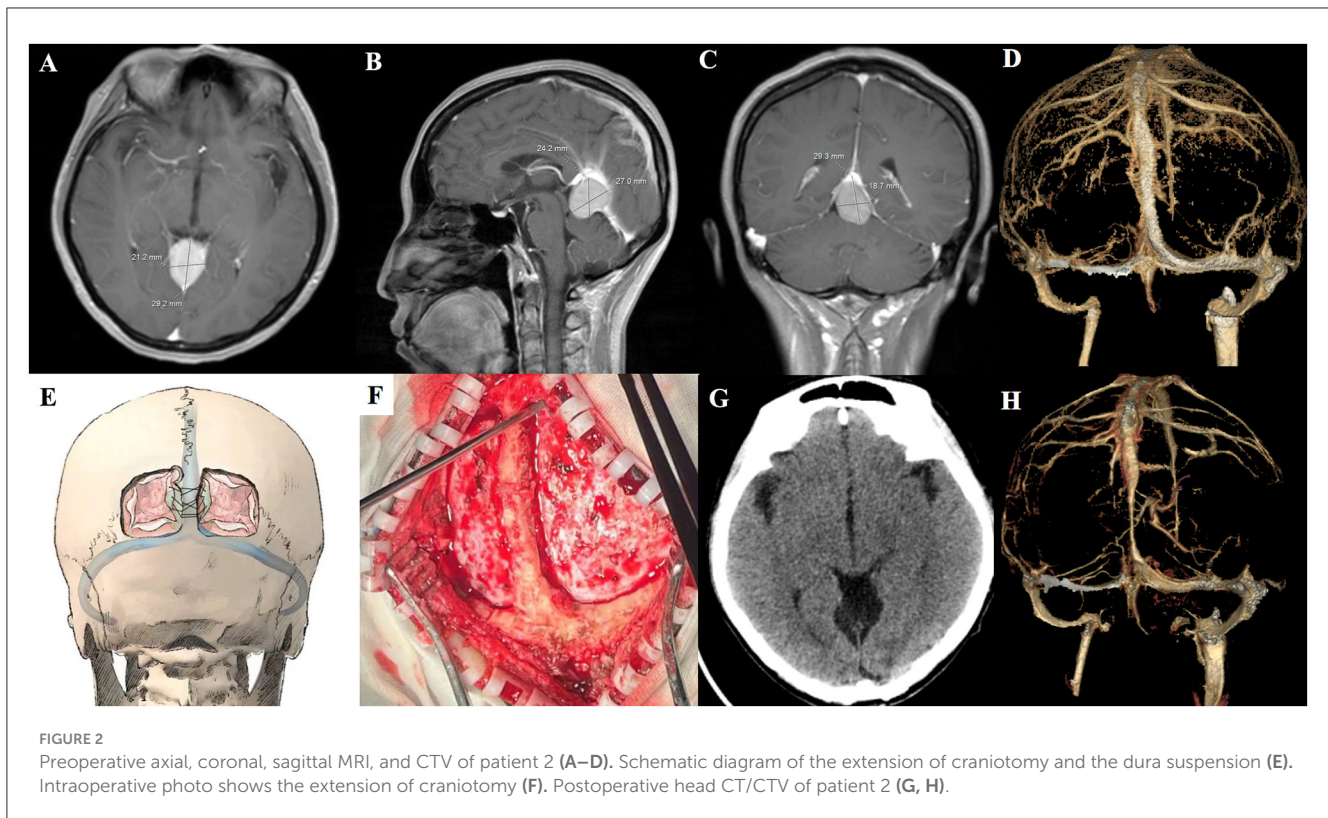 A
B
C
D
21.2 mm
29.2 mm
24.2 mm
27.0 mm
29.3 mm
18.7 mm
E
F
G
H
FIGURE 2
Preoperative axial, coronal, sagittal MRI, and CTV of patient 2 (A–D). Schematic diagram of the extension of craniotomy and the dura suspension (E).
Intraoperative photo shows the extension of craniotomy (F). Postoperative head CT/CTV of patient 2 (G, H).